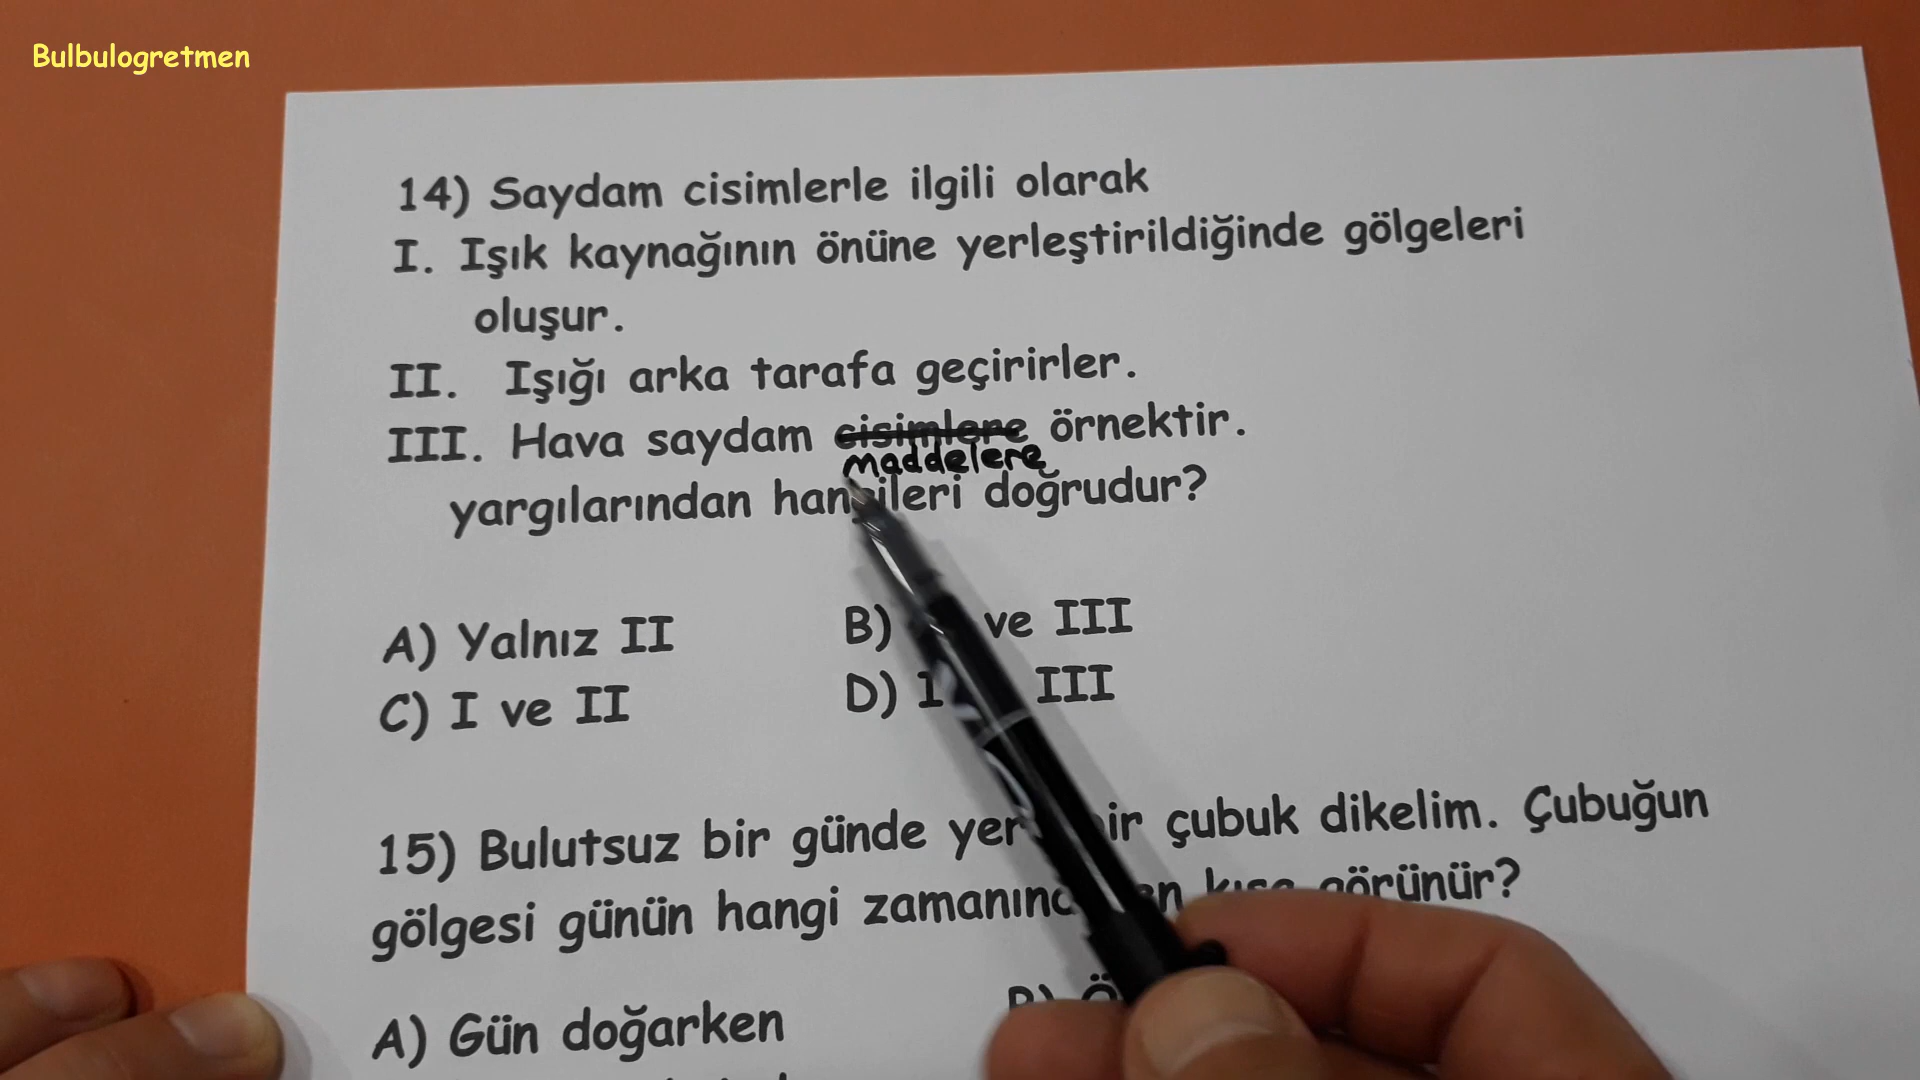 Bulbulogretmen
14) Saydam cisimlerle ilgili olarak
I. Işık kaynağının önüne yerleştirildiğinde gölgeleri
oluşur.
II. Işığı arka tarafa geçirirler.
III. Hava saydam cisimlere örnektir.
maddelere
yargılarından hangileri doğrudur?
A) Yalnız II
B) ve III
C) I ve II
D) I III
15) Bulutsuz bir günde bir çubuk dikelim. Çubuğun
gölgesi günün hangi en kısa görünür?
A) Gün doğarken
B)